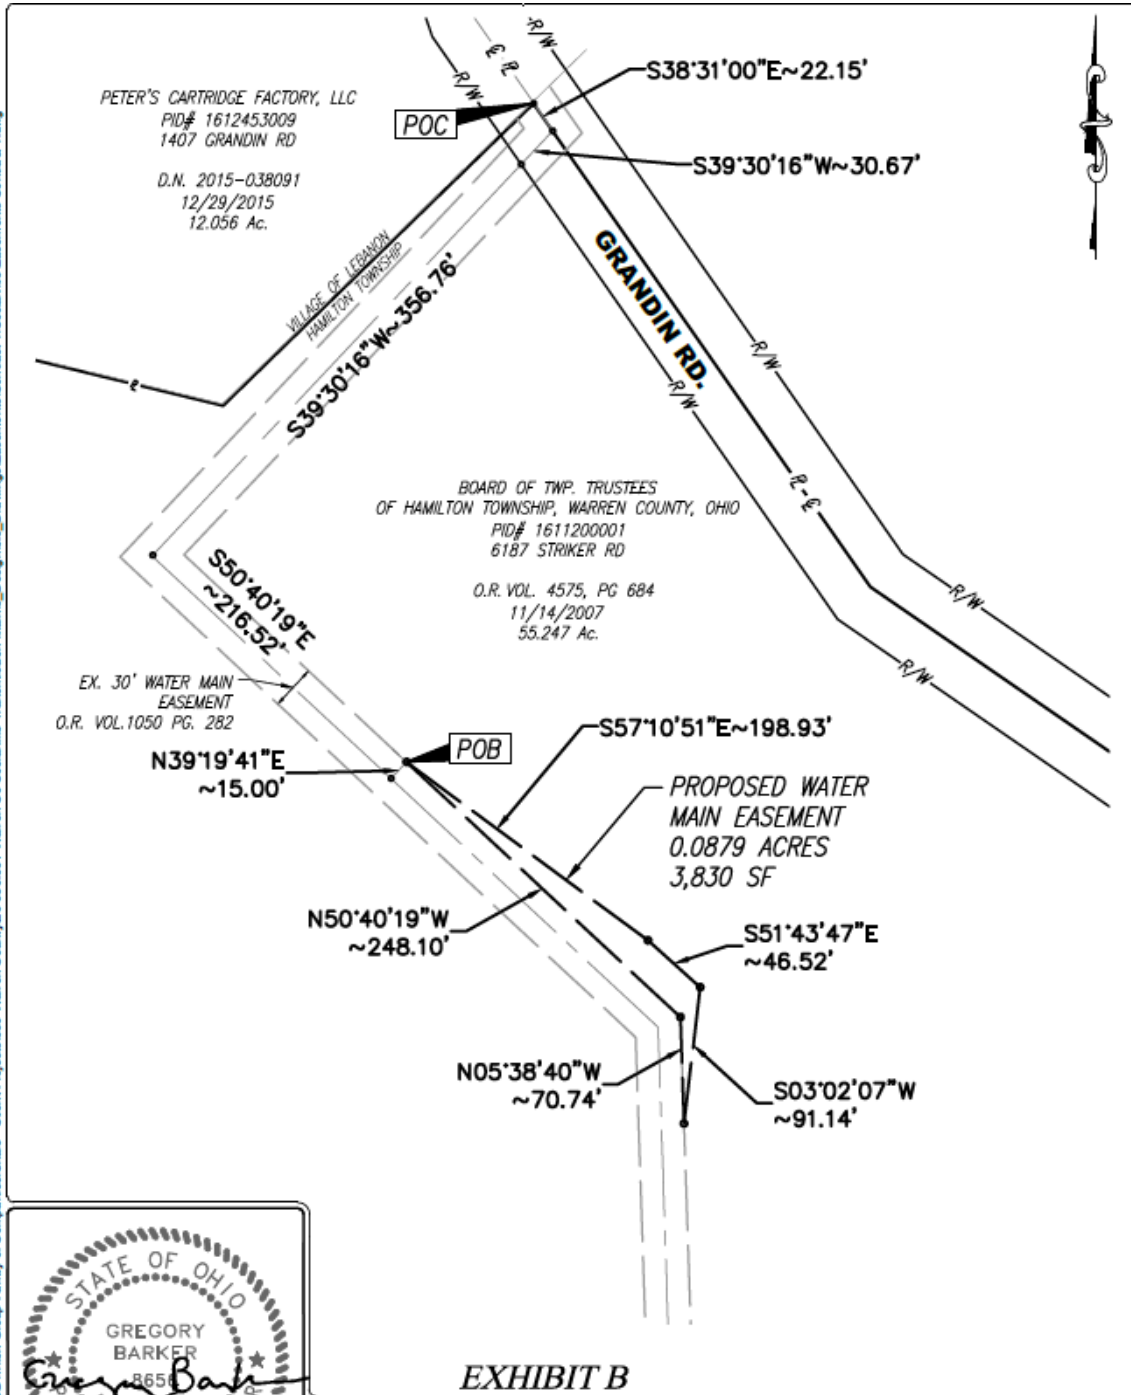 R/W
R/W
S38°31'00"E~22.15'
PETER'S CARTRIDGE FACTORY, LLC
PID# 1612453009
1407 GRANDIN RD
D.N. 2015-038091
12/29/2015
12.056 Ac.
POC
S39°30'16"W~30.67'
VILLAGE OF LEBANON
HAMILTON TOWNSHIP
S39°30'16"W~356.76'
GRANDIN RD.
R/W
R/W
BOARD OF TWP. TRUSTEES
OF HAMILTON TOWNSHIP, WARREN COUNTY, OHIO
PID# 1611200001
6187 STRIKER RD
O.R. VOL. 4575, PG 684
11/14/2007
55.247 Ac.
S50°40'19"E
~216.52'
R/W
R/W
EX. 30' WATER MAIN
EASEMENT
O.R. VOL.1050 PG. 282
N39°19'41"E
~15.00'
POB
S57°10'51"E~198.93'
PROPOSED WATER
MAIN EASEMENT
0.0879 ACRES
3,830 SF
N50°40'19"W
~248.10'
S51°43'47"E
~46.52'
N05°38'40"W
~70.74'
S03°02'07"W
~91.14'
STATE OF OHIO
GREGORY
BARKER
EXHIBIT B